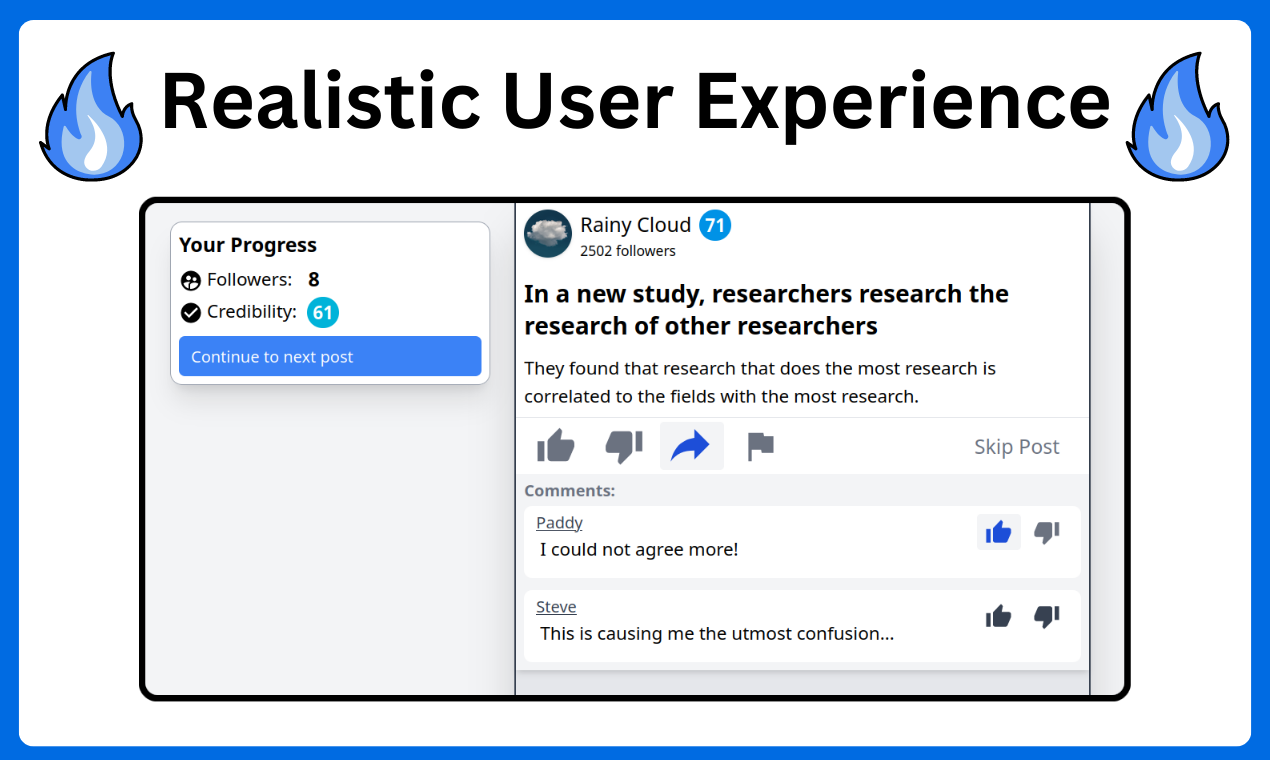 Realistic User Experience
Your Progress
Followers: 8
Credibility: 61
Continue to next post
Rainy Cloud 71
2502 followers
In a new study, researchers research the
research of other researchers
They found that research that does the most research is
correlated to the fields with the most research.
Skip Post
Comments:
Paddy
I could not agree more!
Steve
This is causing me the utmost confusion...